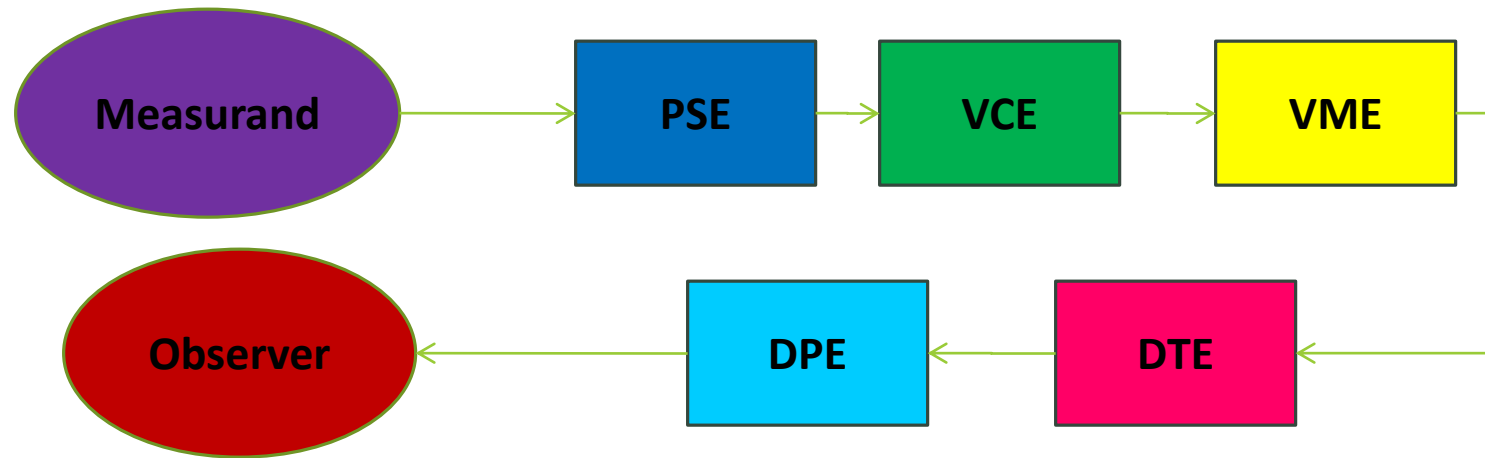 Measurand
PSE
VCE
VME
Observer
DPE
DTE